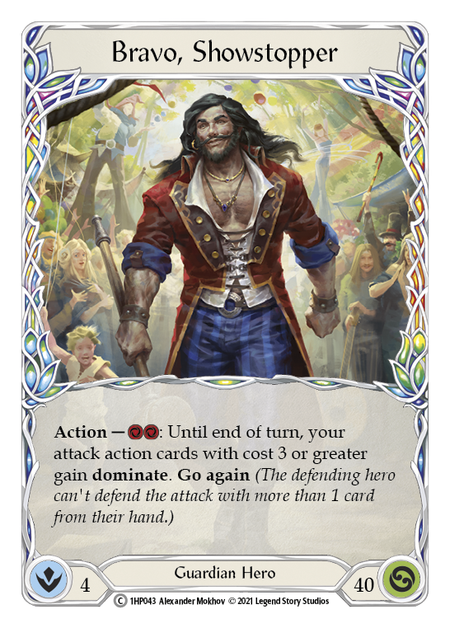 Bravo, Showstopper
Action — : Until end of turn, your
attack action cards with cost 3 or greater
gain dominate. Go again (The defending hero
can't defend the attack with more than 1 card
from their hand.)
Guardian Hero
4
40
C 1HP043 Alexander Mokhov © 2021 Legend Story Studios